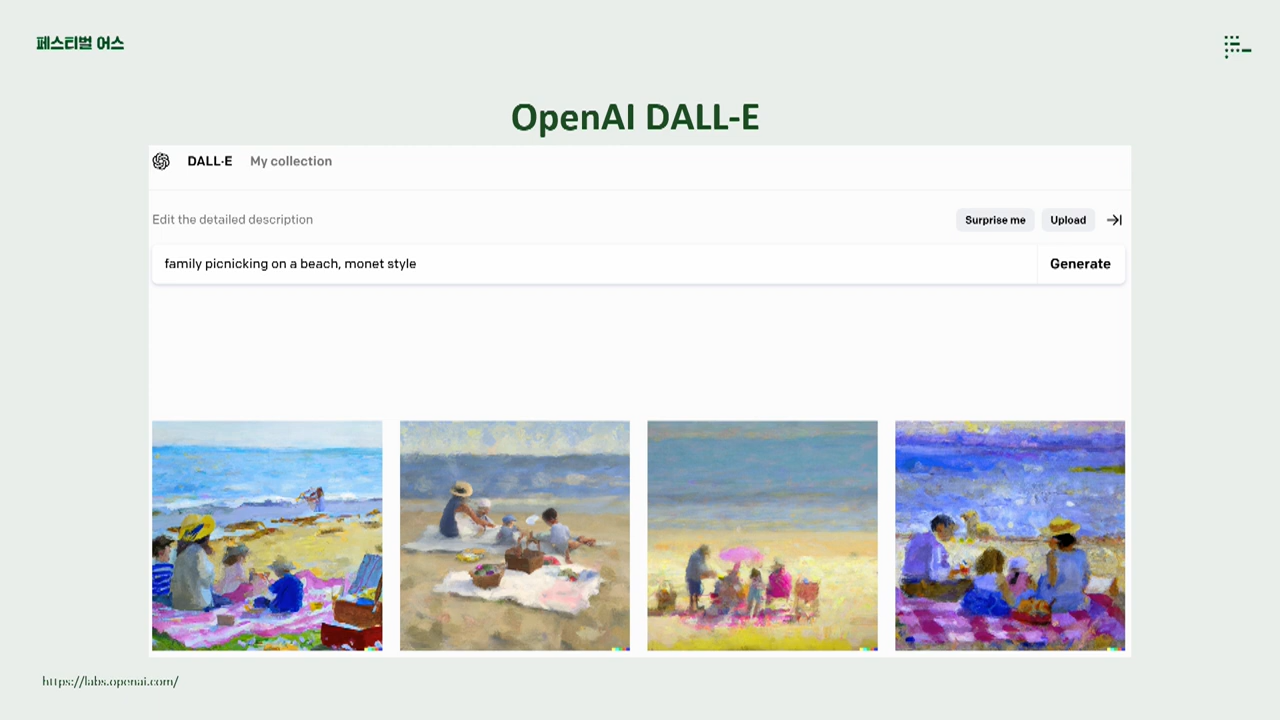 페스티벌 어스
OpenAI DALL-E
DALL·E My collection
Edit the detailed description
Surprise me Upload
family picnicking on a beach, monet style Generate
https://labs.openai.com/